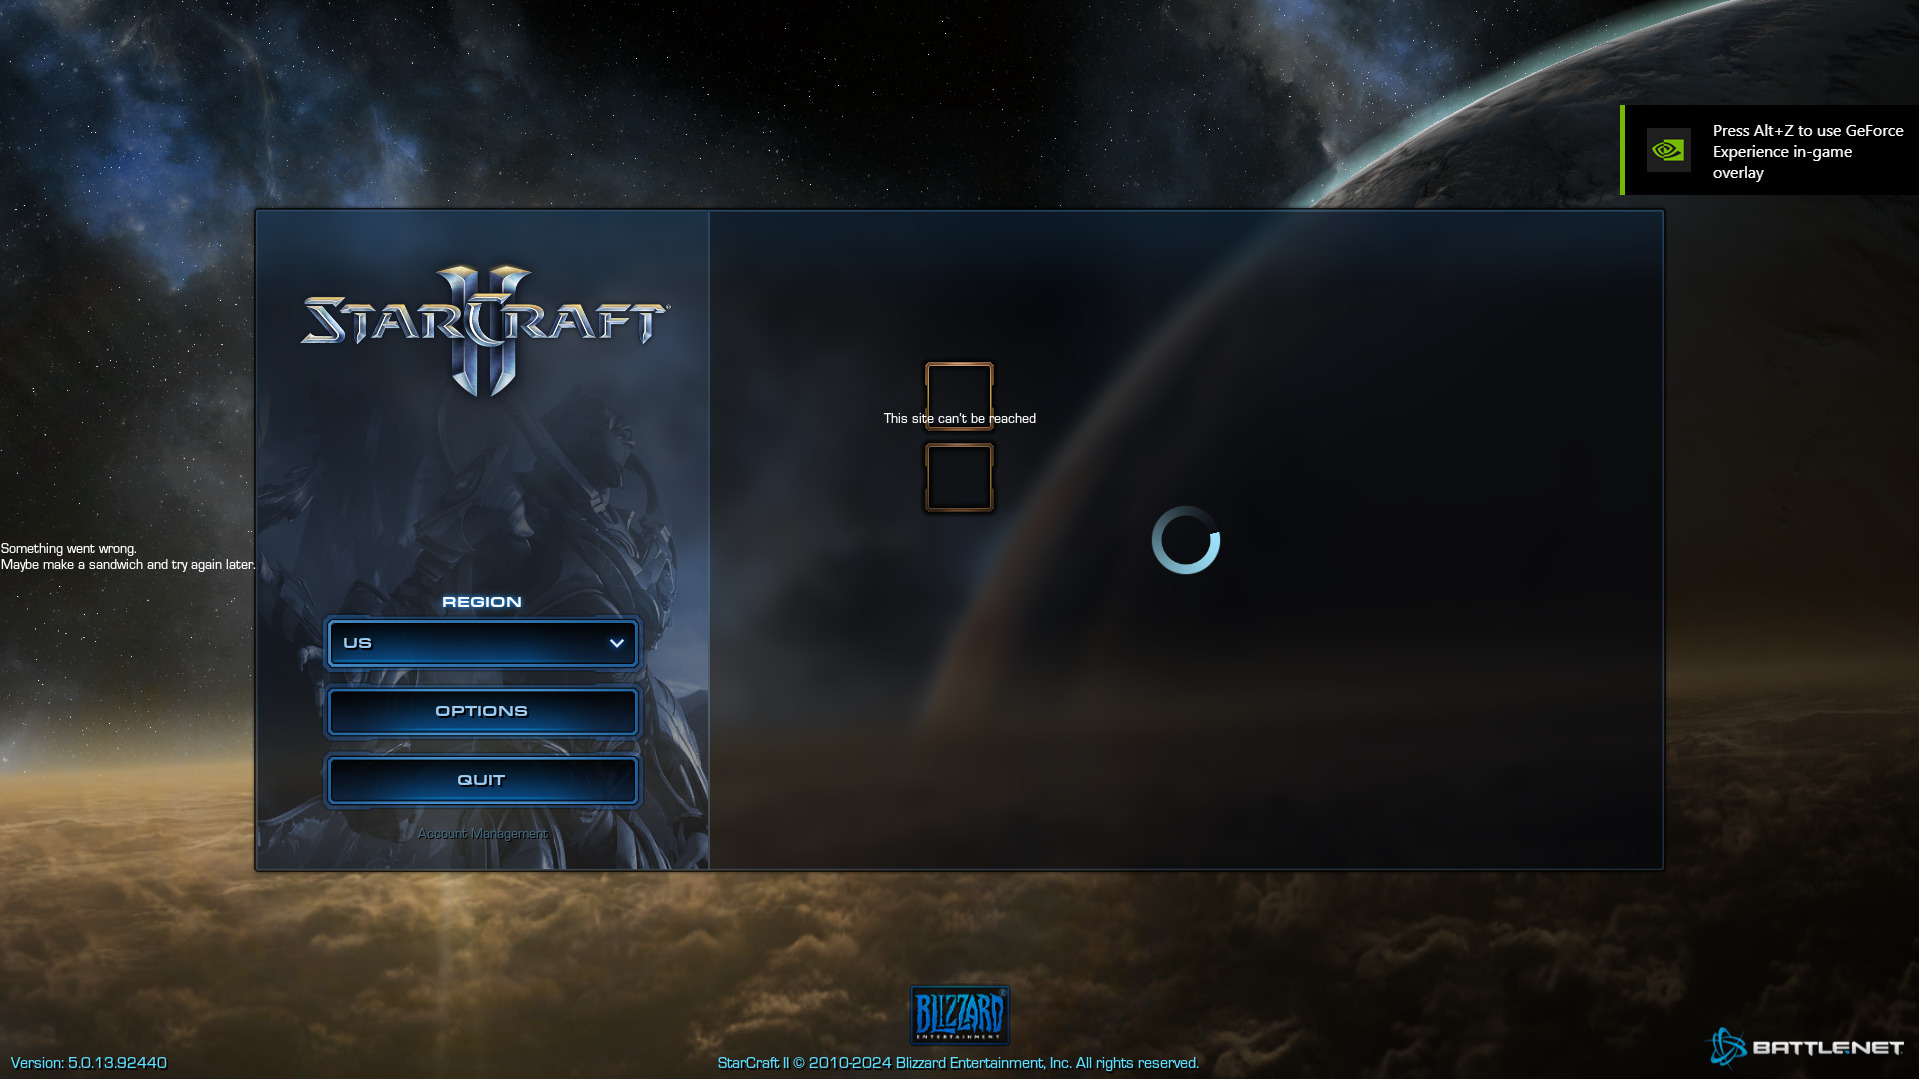 Press Alt+Z to use GeForce
Experience in-game
overlay
STARCRAFT
II
This site can't be reached
Something went wrong.
Maybe make a sandwich and try again later.
REGION
US
OPTIONS
QUIT
Account Management
BLIZZARD
ENTERTAINMENT
Version: 5.0.13.92440
StarCraft II © 2010-2024 Blizzard Entertainment, Inc. All rights reserved.
BATTLE.NET